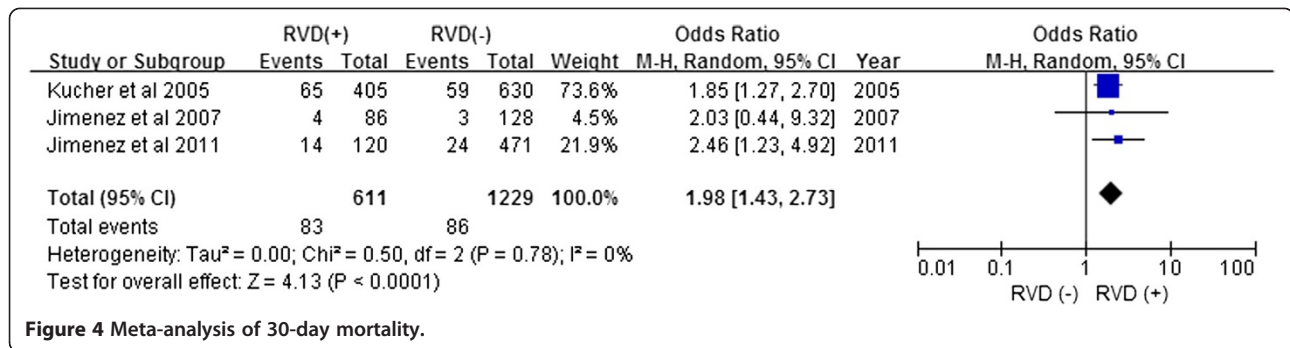 RVD(+) RVD(-) Odds Ratio Odds Ratio
Study or Subgroup Events Total Events Total Weight M-H, Random, 95% CI Year M-H, Random, 95% CI
Kucher et al 2005 65 405 59 630 73.6% 1.85 [1.27, 2.70] 2005
Jimenez et al 2007 4 86 3 128 4.5% 2.03 [0.44, 9.32] 2007
Jimenez et al 2011 14 120 24 471 21.9% 2.46 [1.23, 4.92] 2011
Total (95% CI) 611 1229 100.0% 1.98 [1.43, 2.73]
Total events 83 86
Heterogeneity: Tau² = 0.00; Chi² = 0.50, df = 2 (P = 0.78); I² = 0%
Test for overall effect: Z = 4.13 (P < 0.0001)
0.01 0.1 1 10 100
RVD (-) RVD (+)
Figure 4 Meta-analysis of 30-day mortality.